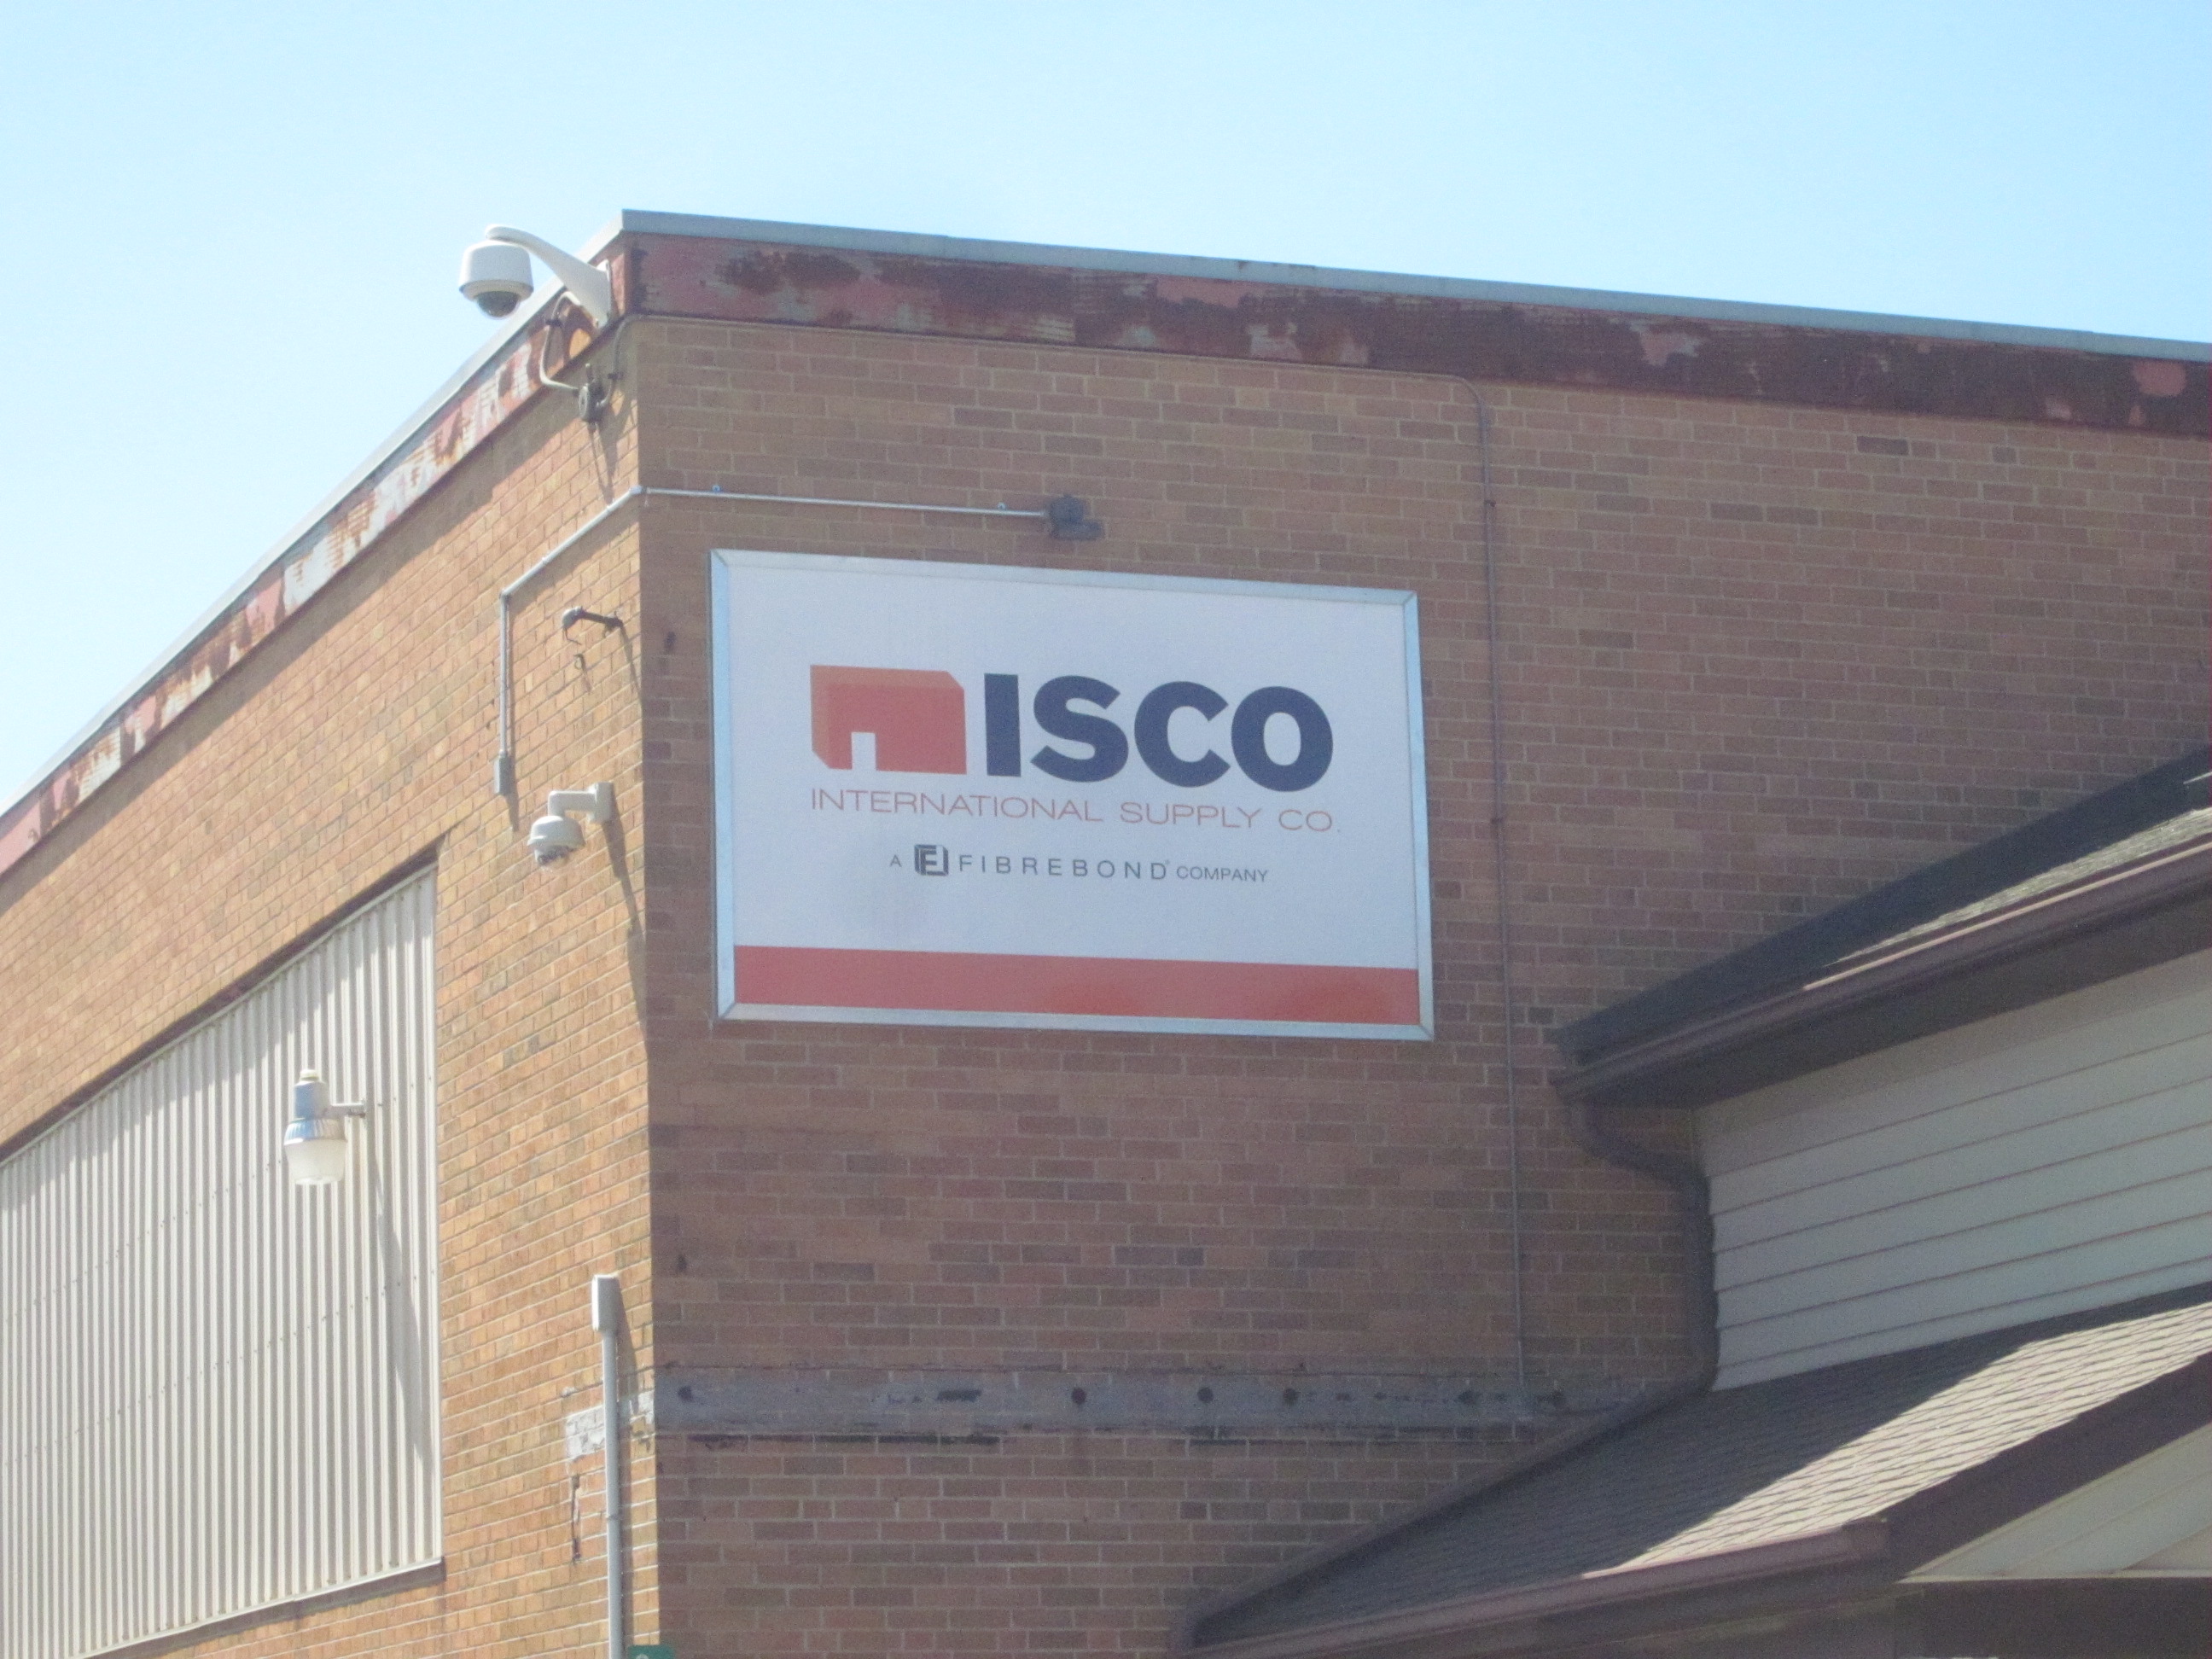 ISCO
INTERNATIONAL SUPPLY CO.
A FIBREBOND® COMPANY